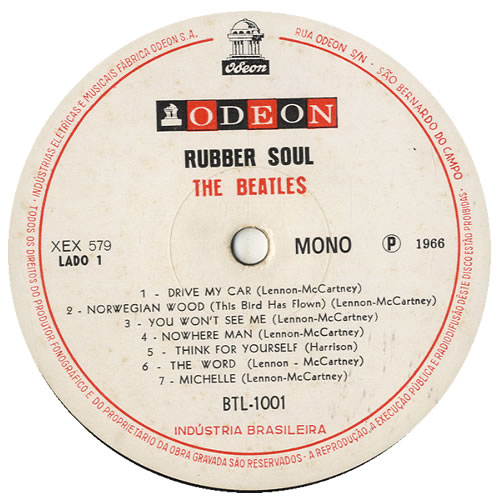 Odeon
ODEON
RUBBER SOUL
THE BEATLES
XEX 579
LADO 1
MONO
P 1966
1 - DRIVE MY CAR (Lennon-McCartney)
2 - NORWEGIAN WOOD (This Bird Has Flown) (Lennon-McCartney)
3 - YOU WON'T SEE ME (Lennon-McCartney)
4 - NOWHERE MAN (Lennon-McCartney)
5 - THINK FOR YOURSELF (Harrison)
6 - THE WORD (Lennon - McCartney)
7 - MICHELLE (Lennon-McCartney)
BTL-1001
INDÚSTRIA BRASILEIRA
INDÚSTRIAS ELÉTRICAS E MUSICAIS FÁBRICA ODEON S.A.
RUA ODEON S/N - SÃO BERNARDO DO CAMPO
TODOS OS DIREITOS DO PRODUTOR FONOGRÁFICO E DO PROPRIETÁRIO DA OBRA GRAVADA SÃO RESERVADOS - A REPRODUÇÃO, A EXECUÇÃO PÚBLICA E RADIODIFUSÃO DÊSTE DISCO ESTÃO PROIBIDAS -